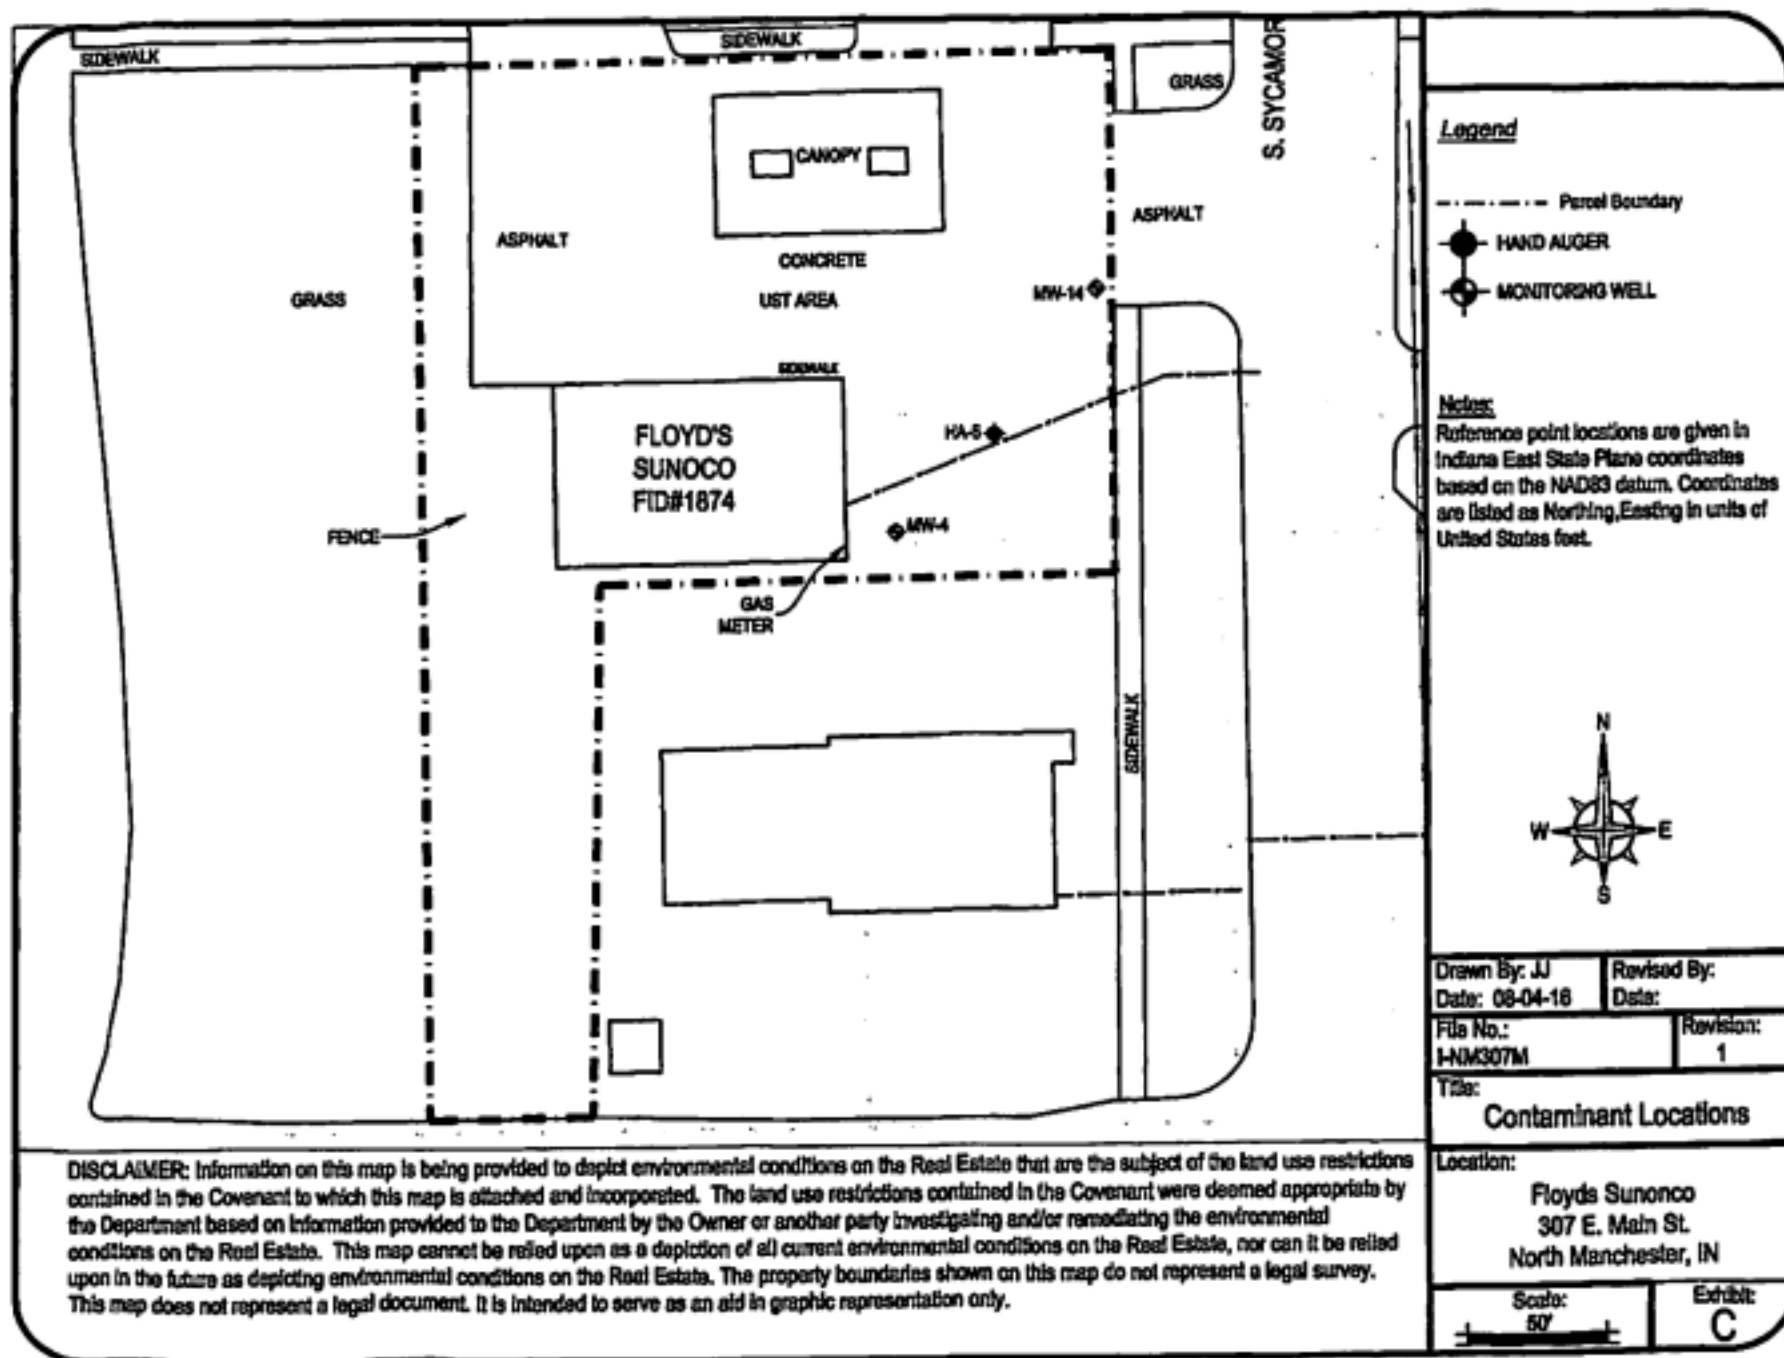 SIDEWALK
SIDEWALK
GRASS
S. SYCAMOR
CANOPY
ASPHALT
ASPHALT
CONCRETE
GRASS
UST AREA
MW-14
SIDEWALK
FLOYD'S
SUNOCO
FID#1874
HA-5
MW-4
FENCE
GAS
METER
SIDEWALK
Legend
Parcel Boundary
HAND AUGER
MONITORING WELL
Notes:
Reference point locations are given in
Indiana East State Plane coordinates
based on the NAD83 datum. Coordinates
are listed as Northing,Easting in units of
United States feet.
N
W E
S
Drawn By: JJ
Date: 08-04-16
Revised By:
Date:
File No.:
I-NM307M
Revision:
1
Title:
Contaminant Locations
Location:
Floyds Sunonco
307 E. Main St.
North Manchester, IN
Scale:
50'
Exhibit:
C
DISCLAIMER: Information on this map is being provided to depict environmental conditions on the Real Estate that are the subject of the land use restrictions
contained in the Covenant to which this map is attached and incorporated. The land use restrictions contained in the Covenant were deemed appropriate by
the Department based on information provided to the Department by the Owner or another party investigating and/or remediating the environmental
conditions on the Real Estate. This map cannot be relied upon as a depiction of all current environmental conditions on the Real Estate, nor can it be relied
upon in the future as depicting environmental conditions on the Real Estate. The property boundaries shown on this map do not represent a legal survey.
This map does not represent a legal document. It is intended to serve as an aid in graphic representation only.